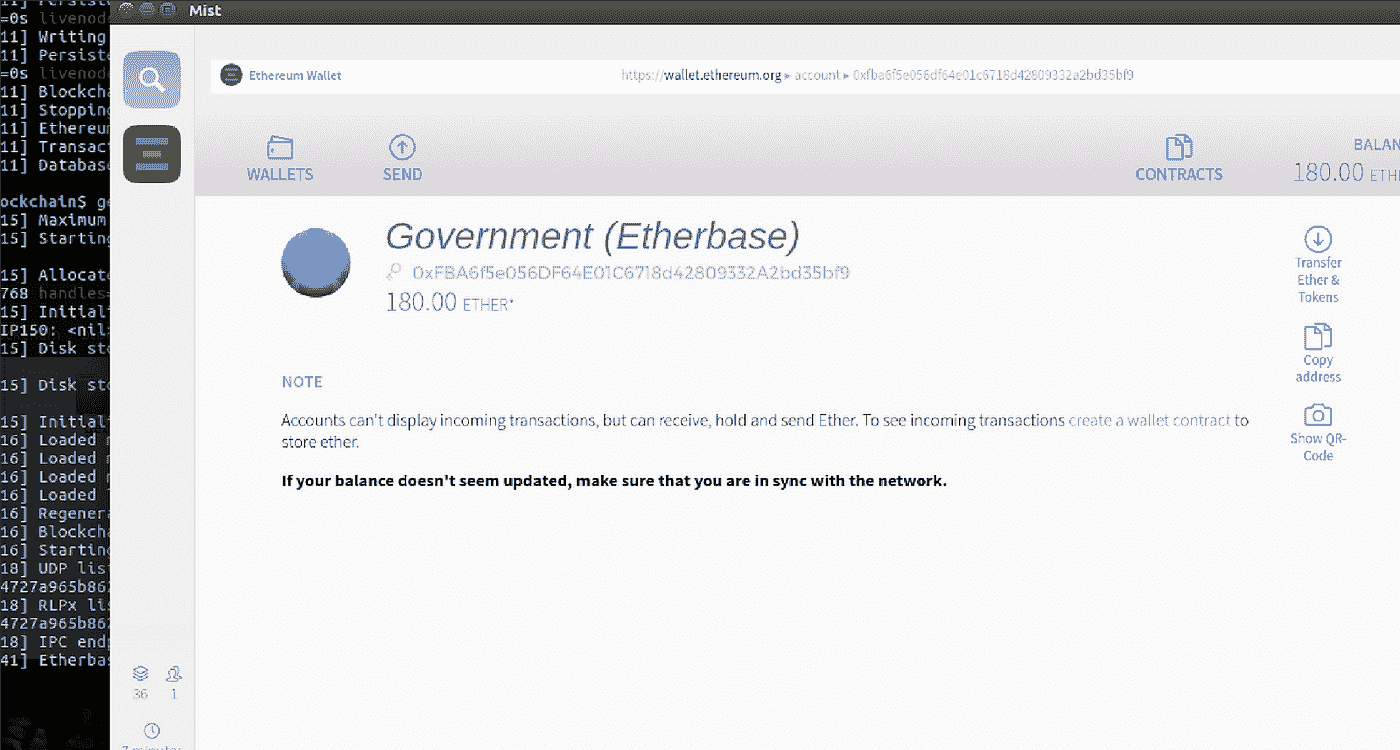 11] Persiste
=0s livenode
11] Writing
11] Persiste
=0s livenode
11] Blockcha
11] Stopping
11] Ethereum
11] Transact
11] Database
ockchain$ ge
15] Maximum
15] Starting
15] Allocate
768 handles=
15] Initiali
IP150: <nil>
15] Disk sto
15] Disk sto
15] Initiali
16] Loaded
16] Loaded
16] Loaded
16] Loaded
16] Regenera
16] Blockcha
16] Starting
18] UDP list
4727a965b862
18] RLPx lis
4727a965b862
18] IPC endp
41] Etherbas
Mist
Ethereum Wallet
https://wallet.ethereum.org ▸ account ▸ 0xfba6f5e056df64e01c6718d42809332a2bd35bf9
WALLETS
SEND
CONTRACTS
BALAN
180.00 ETHE
Government (Etherbase)
0xFBA6f5e056DF64E01C6718d42809332A2bd35bf9
180.00 ETHER*
NOTE
Accounts can't display incoming transactions, but can receive, hold and send Ether. To see incoming transactions create a wallet contract to
store ether.
If your balance doesn't seem updated, make sure that you are in sync with the network.
Transfer
Ether &
Tokens
Copy
address
Show QR-
Code
36
1
7 minutes